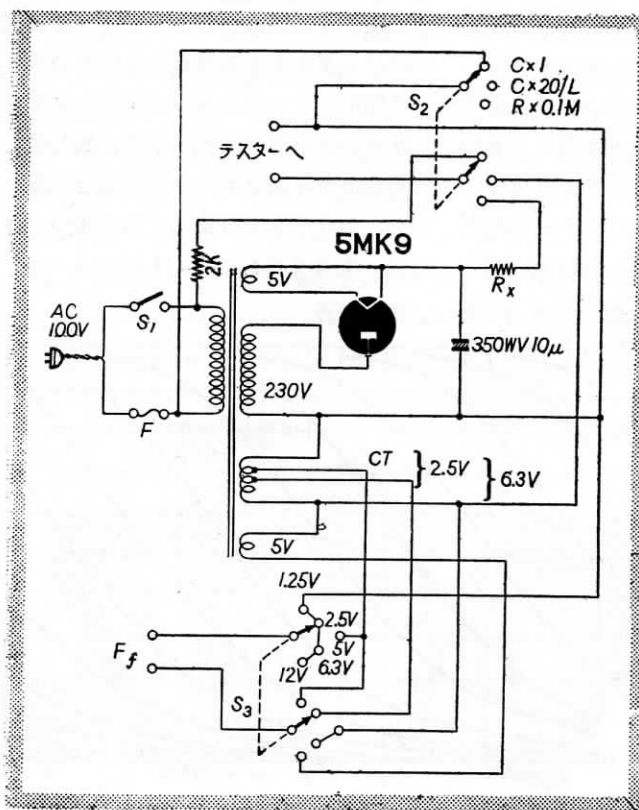 C×1
C×20/L
R×0.1M
S2
テスターへ
5MK9
2K
5V
Rx
AC
100V
S1
350WV 10μ
230V
F
CT
2.5V
6.3V
5V
1.25V
2.5V
5V
6.3V
12V
Ff
S3